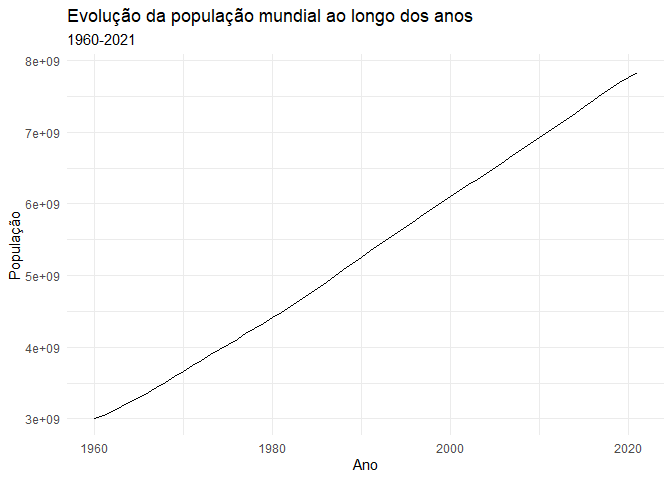 Evolução da população mundial ao longo dos anos
1960-2021
8e+09
7e+09
6e+09
5e+09
4e+09
3e+09
População
1960 1980 2000 2020
Ano